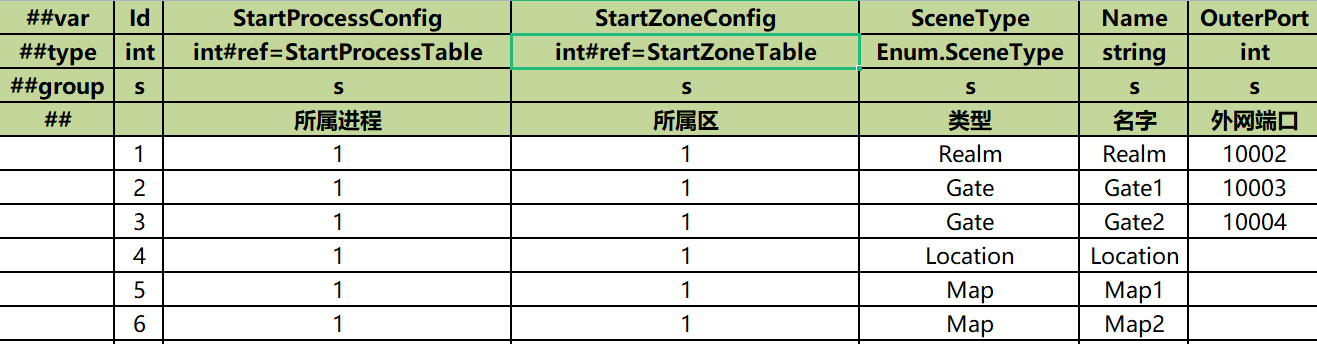 ##var Id StartProcessConfig StartZoneConfig SceneType Name OuterPort
##type int int#ref=StartProcessTable int#ref=StartZoneTable Enum.SceneType string int
##group s s s s s s
## 所属进程 所属区 类型 名字 外网端口
1 1 1 Realm Realm 10002
2 1 1 Gate Gate1 10003
3 1 1 Gate Gate2 10004
4 1 1 Location Location
5 1 1 Map Map1
6 1 1 Map Map2